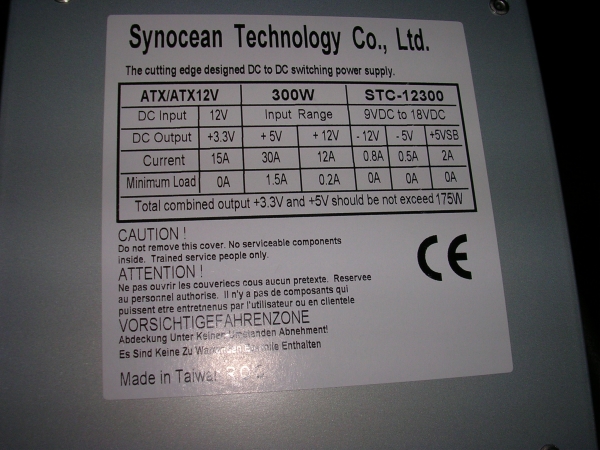 Synocean Technology Co., Ltd.
The cutting edge designed DC to DC switching power supply.
ATX/ATX12V 300W STC-12300
DC Input 12V Input Range 9VDC to 18VDC
DC Output +3.3V + 5V + 12V - 12V - 5V +5VSB
Current 15A 30A 12A 0.8A 0.5A 2A
Minimum Load 0A 1.5A 0.2A 0A 0A 0A
Total combined output +3.3V and +5V should be not exceed 175W
CAUTION !
Do not remove this cover. No serviceable components
inside. Trained service people only.
ATTENTION !
Ne pas ouvrir les couveriecs cous aucun pretexte. Reservee
au personnel authorise. Il n'y a pas de composants qui
puissent etre entretnenus par l'utilisateur ou en clientele
VORSICHTIGEFAHRENZONE
Abdeckung Unter Keinen Umstanden Abnehment!
Es Sind Keine Zu Enthalten
Made in Taiwan R.O.C
CE